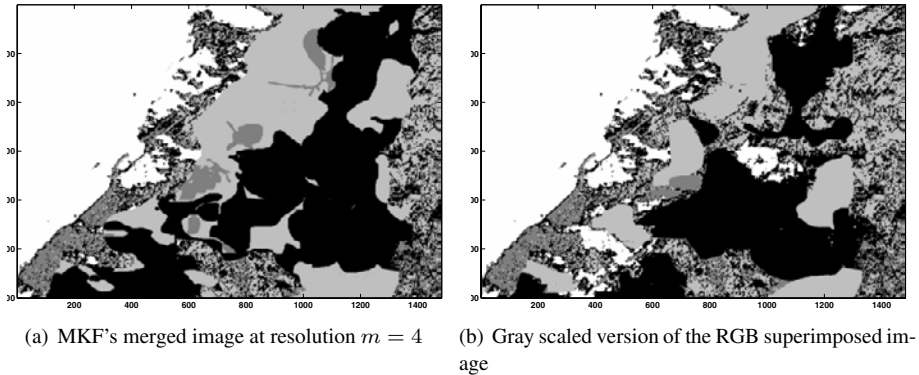 200 400 600 800 1000 1200 1400
200 400 600 800 1000 1200 1400
(a) MKF's merged image at resolution m = 4
(b) Gray scaled version of the RGB superimposed im-
age